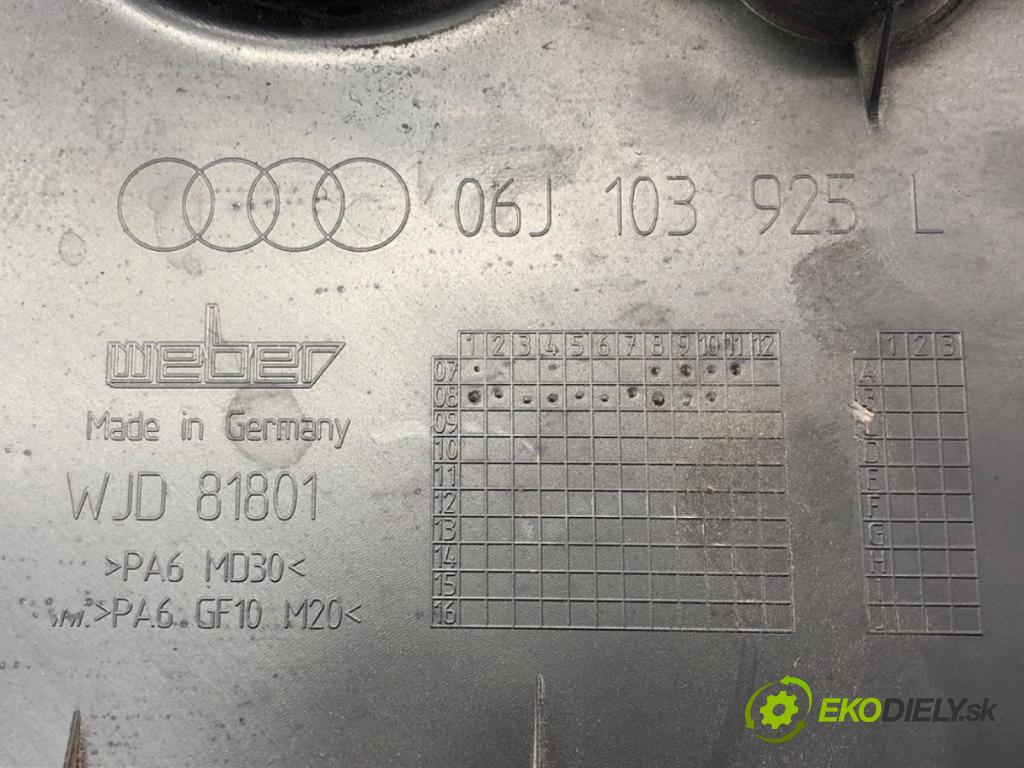 06J 103 925 L
weber
Made in Germany
WJD 81801
>PA6 MD30<
ww.>PA6 GF10 M20<
1 2 3 4 5 6 7 8 9 10 11 12
07
08
09
10
11
12
13
14
15
16
1 2 3
A
D
E
F
G
H
J
EKODIELY.sk